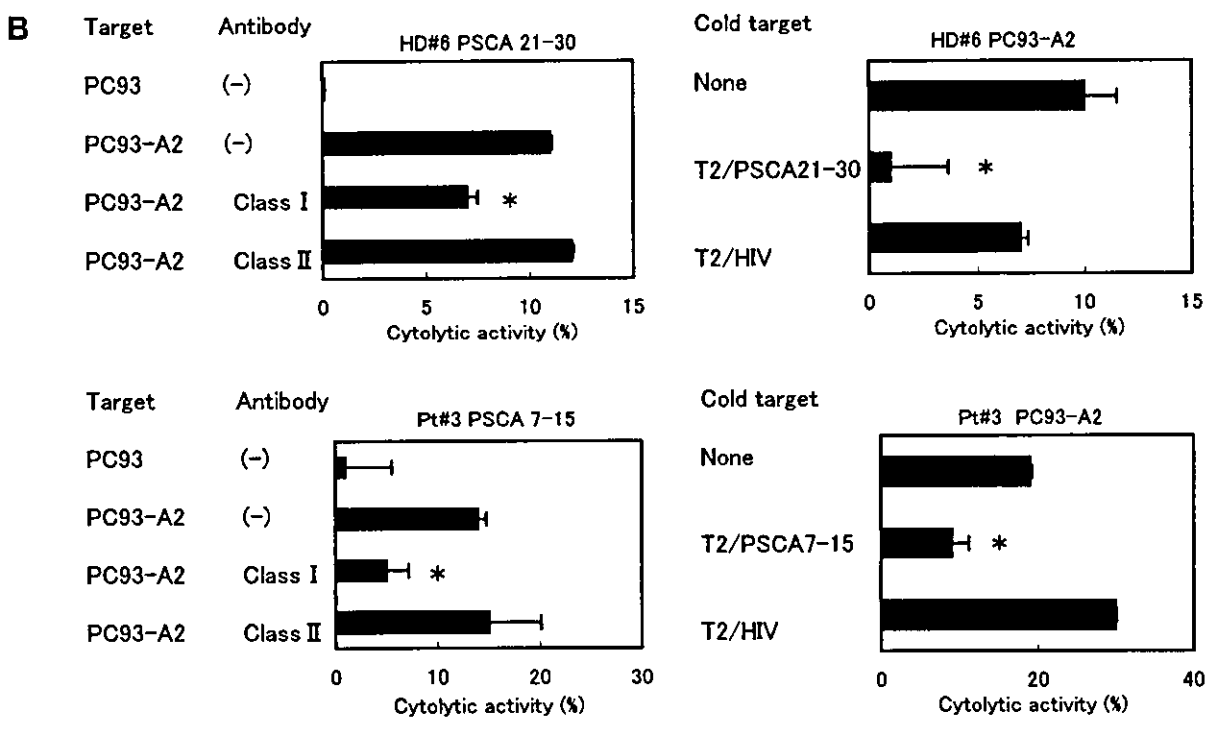 B
Target Antibody
HD#6 PSCA 21-30
PC93 (-)
PC93-A2 (-)
PC93-A2 Class I *
PC93-A2 Class II
0 5 10 15
Cytolytic activity (%)
Cold target
HD#6 PC93-A2
None
T2/PSCA21-30 *
T2/HIV
0 5 10 15
Cytolytic activity (%)
Target Antibody
Pt#3 PSCA 7-15
PC93 (-)
PC93-A2 (-)
PC93-A2 Class I *
PC93-A2 Class II
0 10 20 30
Cytolytic activity (%)
Cold target
Pt#3 PC93-A2
None
T2/PSCA7-15 *
T2/HIV
0 20 40
Cytolytic activity (%)